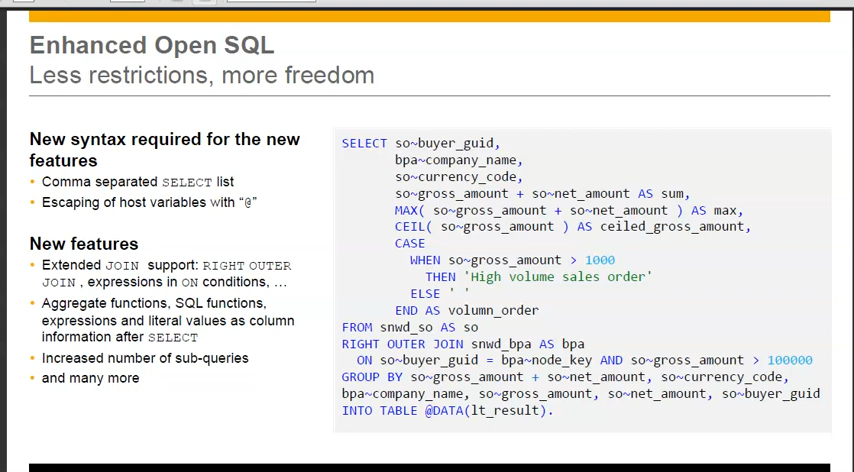 Enhanced Open SQL
Less restrictions, more freedom
New syntax required for the new
features
• Comma separated SELECT list
• Escaping of host variables with “@”
New features
• Extended JOIN support: RIGHT OUTER
JOIN , expressions in ON conditions, …
• Aggregate functions, SQL functions,
expressions and literal values as column
information after SELECT
• Increased number of sub-queries
• and many more
SELECT so~buyer_guid,
bpa~company_name,
so~currency_code,
so~gross_amount + so~net_amount AS sum,
MAX( so~gross_amount + so~net_amount ) AS max,
CEIL( so~gross_amount ) AS ceiled_gross_amount,
CASE
WHEN so~gross_amount > 1000
THEN 'High volume sales order'
ELSE ' '
END AS volumn_order
FROM snwd_so AS so
RIGHT OUTER JOIN snwd_bpa AS bpa
ON so~buyer_guid = bpa~node_key AND so~gross_amount > 100000
GROUP BY so~gross_amount + so~net_amount, so~currency_code,
bpa~company_name, so~gross_amount, so~net_amount, so~buyer_guid
INTO TABLE @DATA(lt_result).